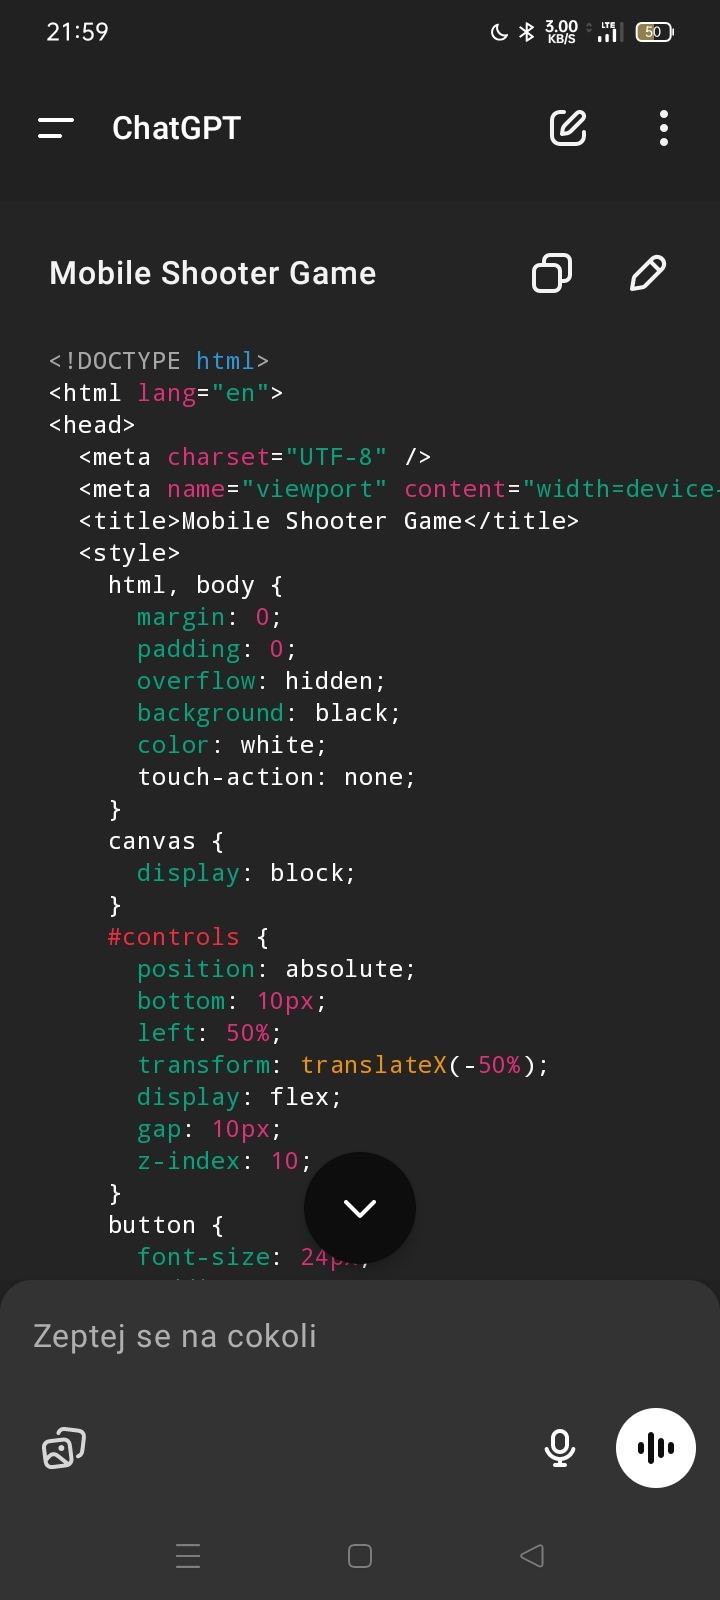 21:59
3.00
KB/S
LTE
50
ChatGPT
Mobile Shooter Game
<!DOCTYPE html>
<html lang="en">
<head>
  <meta charset="UTF-8" />
  <meta name="viewport" content="width=device-
  <title>Mobile Shooter Game</title>
  <style>
    html, body {
      margin: 0;
      padding: 0;
      overflow: hidden;
      background: black;
      color: white;
      touch-action: none;
    }
    canvas {
      display: block;
    }
    #controls {
      position: absolute;
      bottom: 10px;
      left: 50%;
      transform: translateX(-50%);
      display: flex;
      gap: 10px;
      z-index: 10;
    }
    button {
      font-size: 24px;
Zeptej se na cokoli